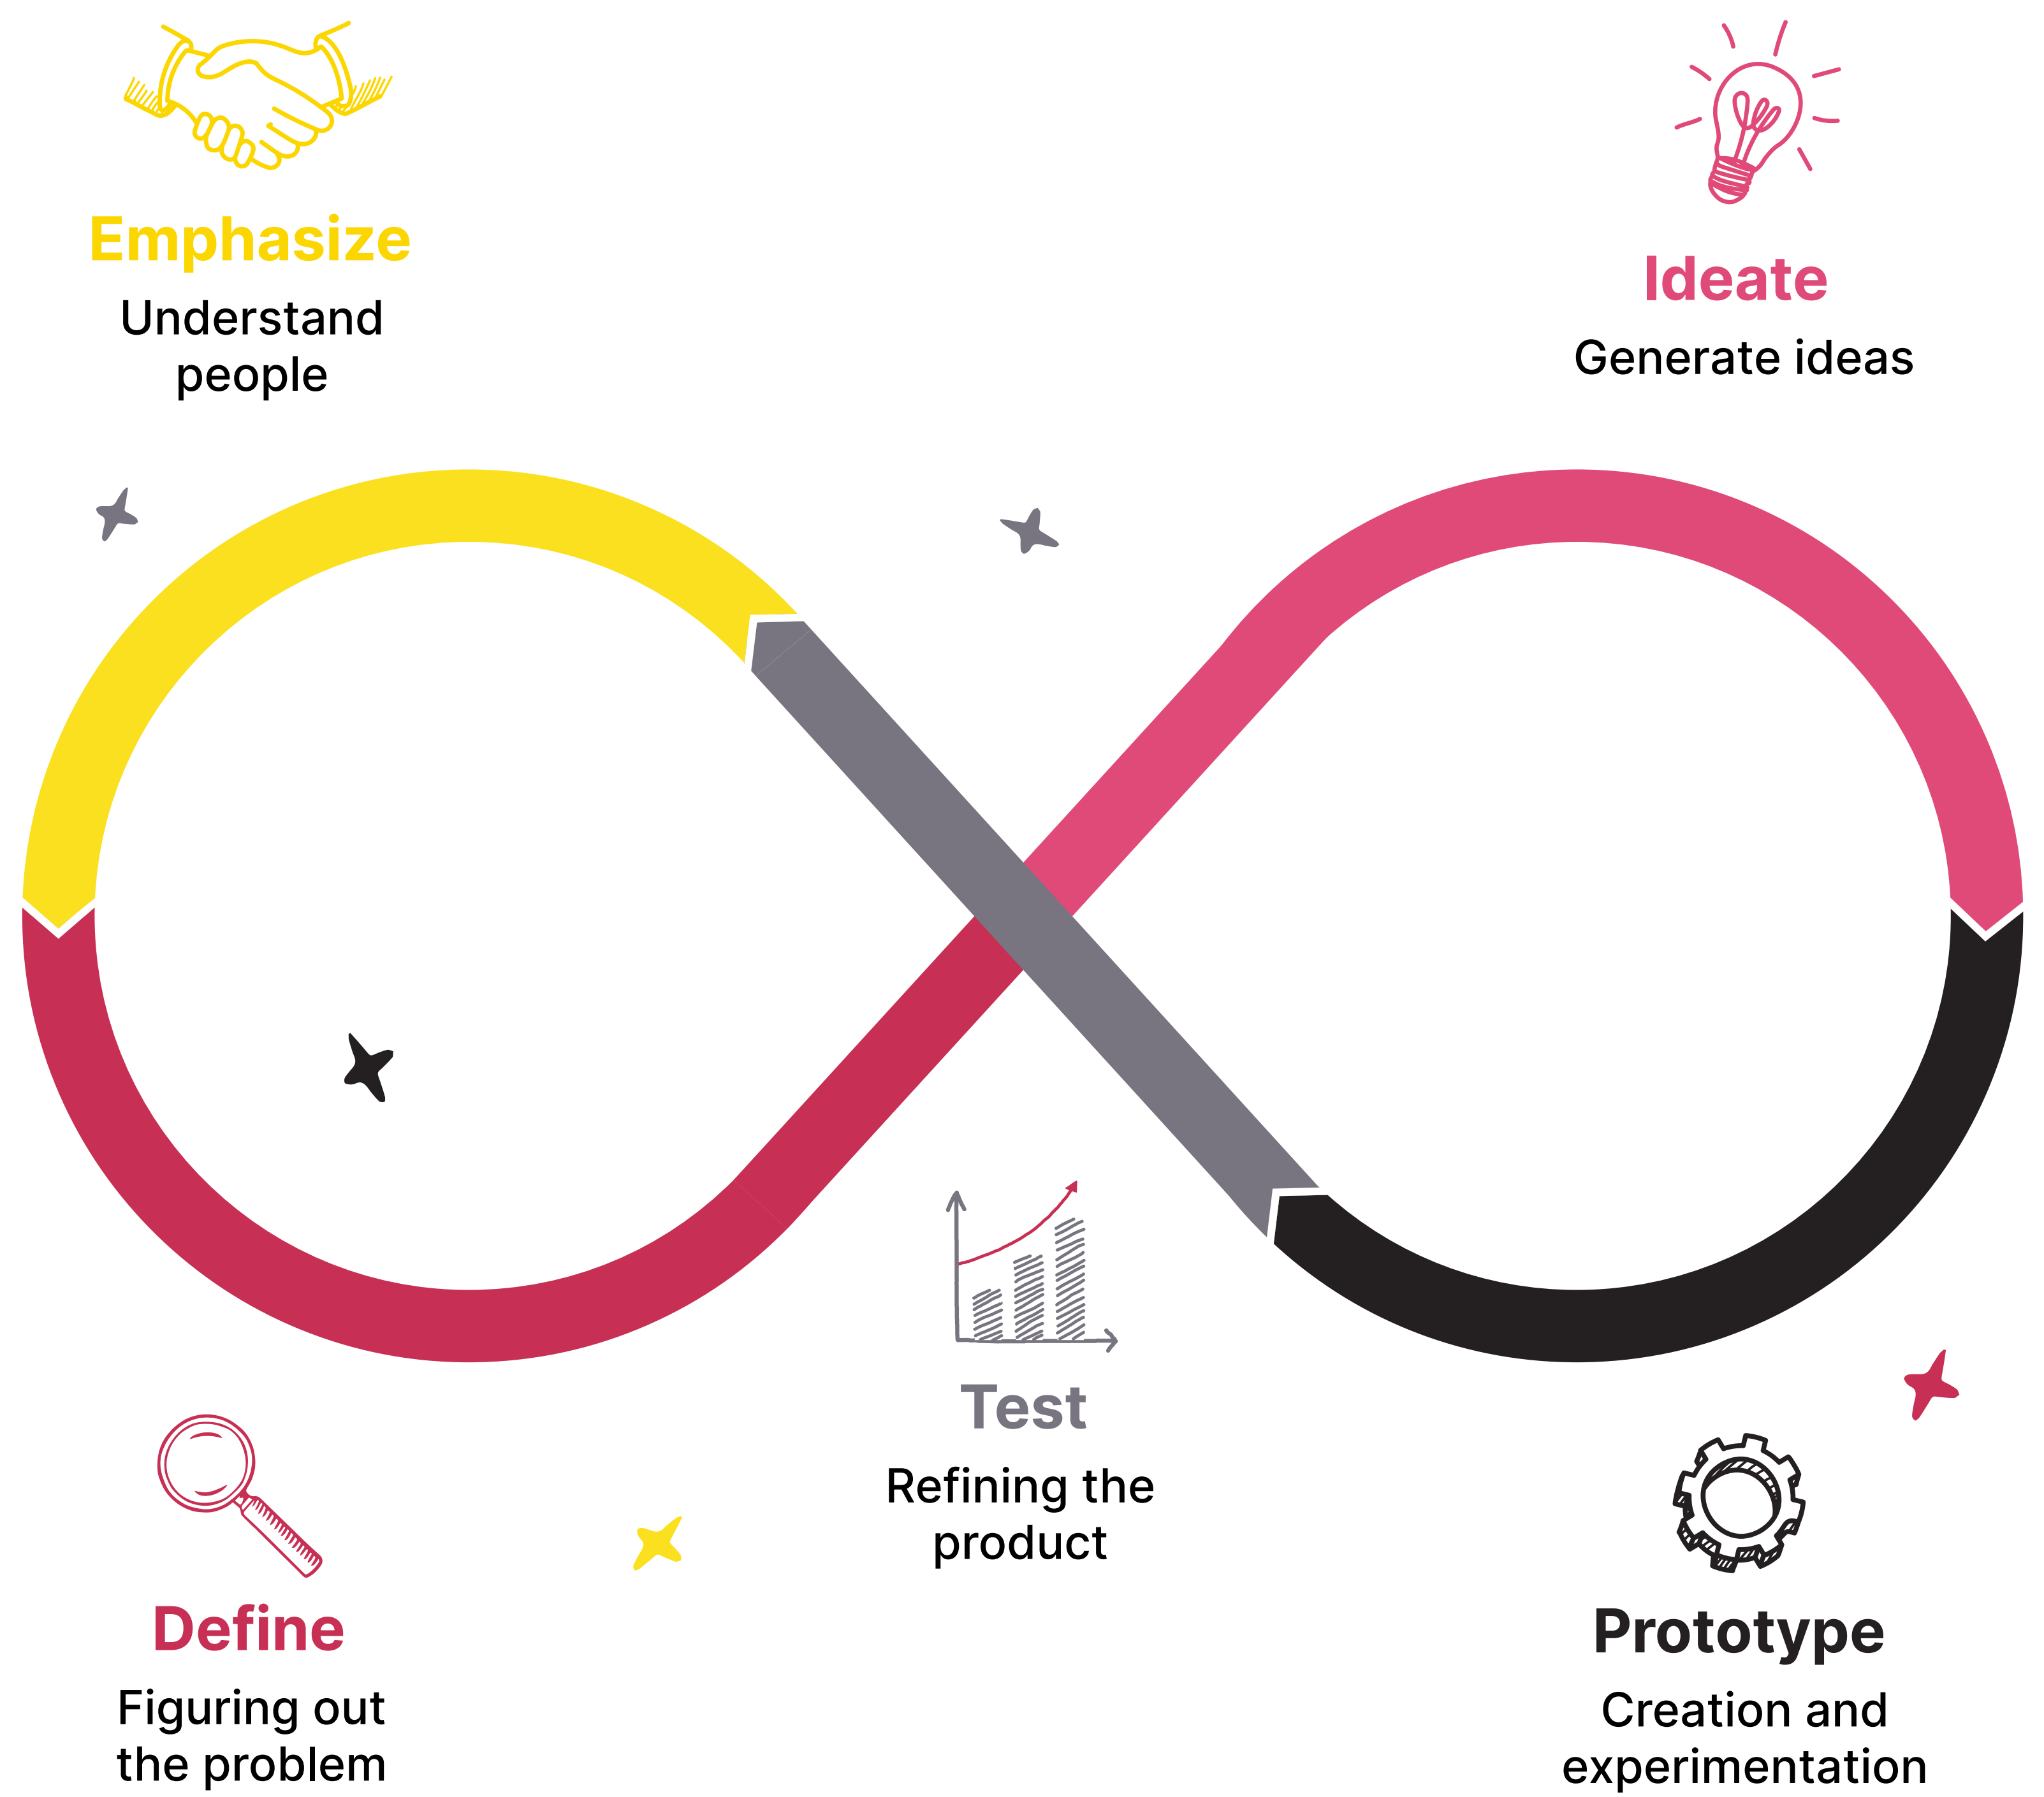 Emphasize
Understand
people
Ideate
Generate ideas
Test
Refining the
product
Define
Figuring out
the problem
Prototype
Creation and
experimentation